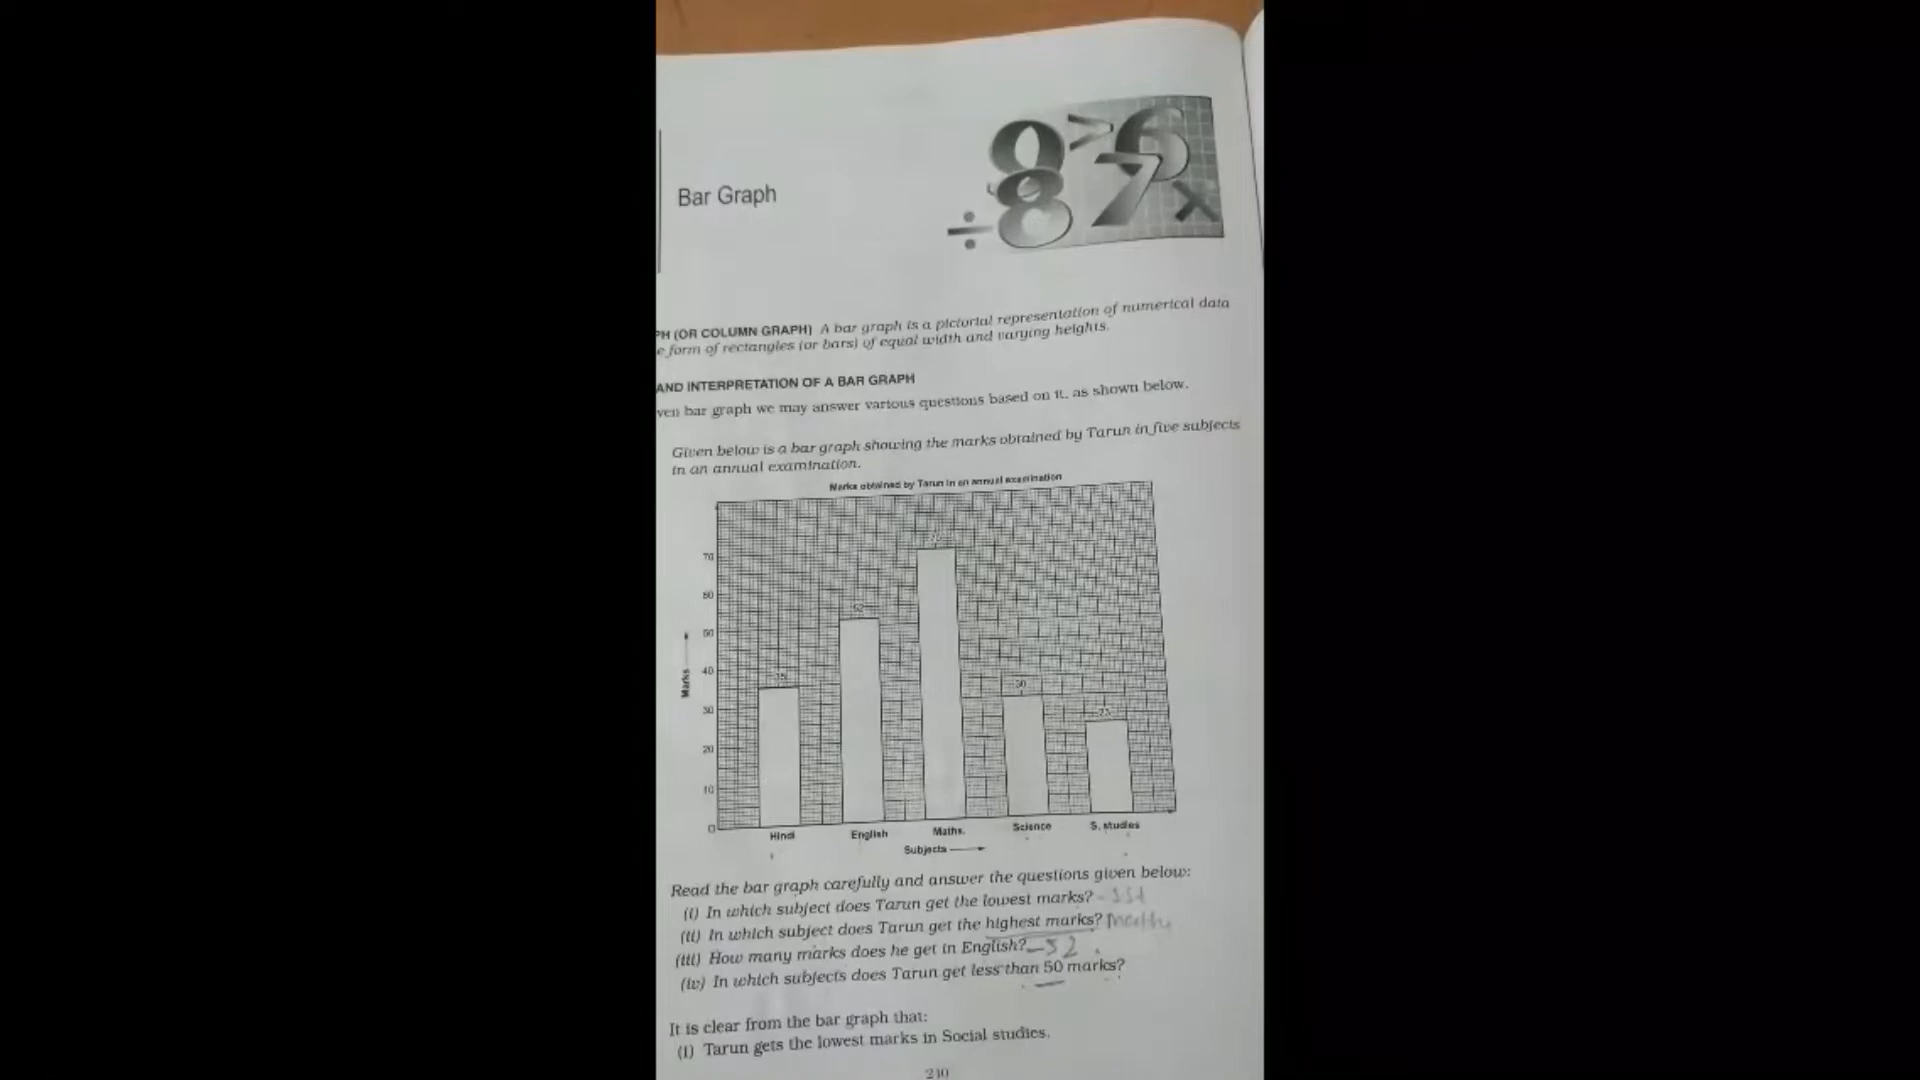 Bar Graph
PH (OR COLUMN GRAPH) A bar graph is a pictorial representation of numerical data
e form of rectangles (or bars) of equal width and varying heights.
AND INTERPRETATION OF A BAR GRAPH
ven bar graph we may answer various questions based on it, as shown below.
Given below is a bar graph showing the marks obtained by Tarun in five subjects
in an annual examination.
Marks obtained by Tarun in an annual examination
70
60
52
50
Marks
40
35
30
30
20
10
0
Hindi English Maths. Science S. studies
Subjects
Read the bar graph carefully and answer the questions given below:
(i) In which subject does Tarun get the lowest marks?
(ii) In which subject does Tarun get the highest marks?
(iii) How many marks does he get in English? - 52
(iv) In which subjects does Tarun get less than 50 marks?
It is clear from the bar graph that:
(i) Tarun gets the lowest marks in Social studies.
240